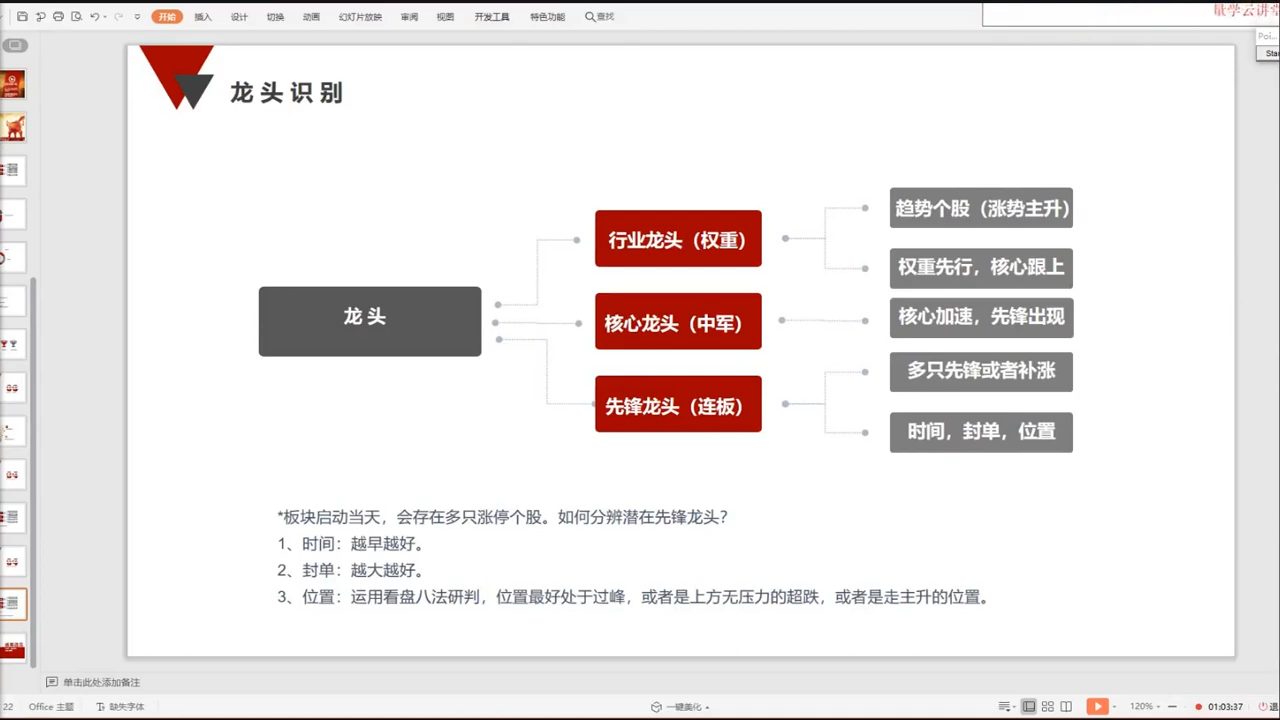 开始 插入 设计 切换 动画 幻灯片放映 审阅 视图 开发工具 特色功能 查找
量学云讲堂
Poi...
Star
龙头识别
龙头
行业龙头（权重）
核心龙头（中军）
先锋龙头（连板）
趋势个股（涨势主升）
权重先行，核心跟上
核心加速，先锋出现
多只先锋或者补涨
时间，封单，位置
*板块启动当天，会存在多只涨停个股。如何分辨潜在先锋龙头？
1、时间：越早越好。
2、封单：越大越好。
3、位置：运用看盘八法研判，位置最好处于过峰，或者是上方无压力的超跌，或者是走主升的位置。
单击此处添加备注
22 Office 主题 缺失字体 一键美化 120% 01:03:37